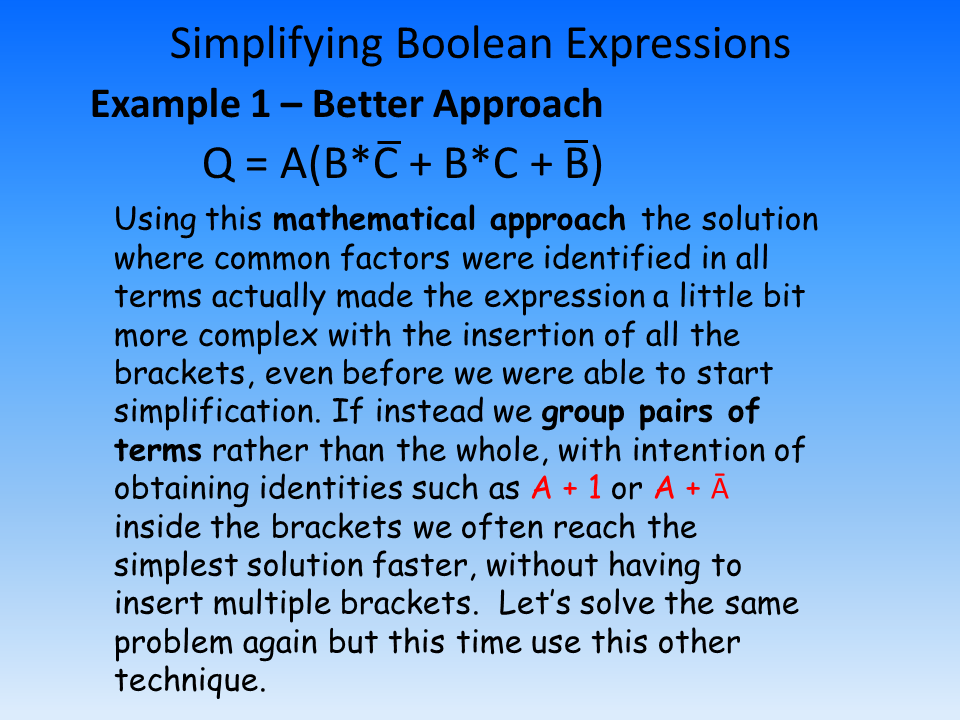 Simplifying Boolean Expressions
Example 1 – Better Approach
Q = A(B*C̅ + B*C + B̅)
Using this mathematical approach the solution
where common factors were identified in all
terms actually made the expression a little bit
more complex with the insertion of all the
brackets, even before we were able to start
simplification. If instead we group pairs of
terms rather than the whole, with intention of
obtaining identities such as A + 1 or A + Ā
inside the brackets we often reach the
simplest solution faster, without having to
insert multiple brackets. Let’s solve the same
problem again but this time use this other
technique.